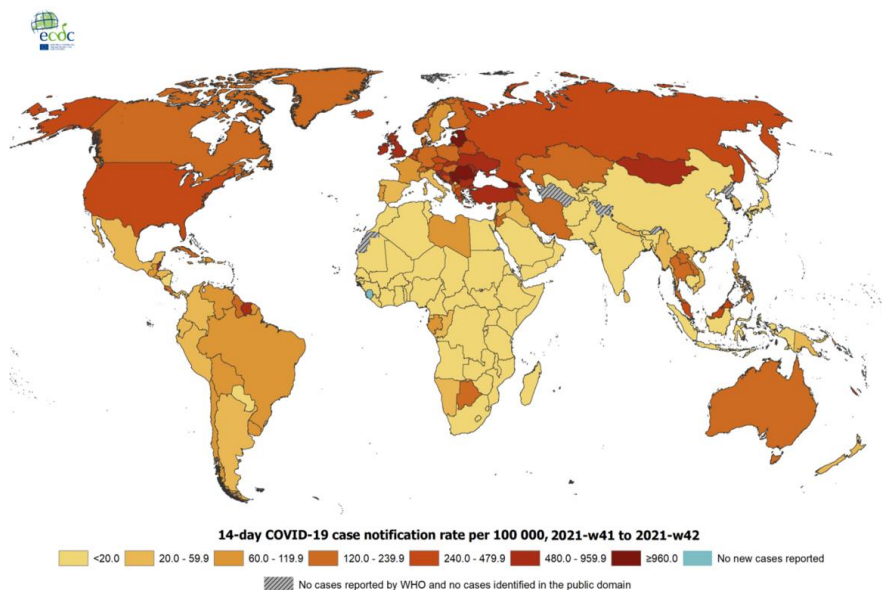 ecdc
14-day COVID-19 case notification rate per 100 000, 2021-w41 to 2021-w42
<20.0 20.0 - 59.9 60.0 - 119.9 120.0 - 239.9 240.0 - 479.9 480.0 - 959.9 ≥960.0 No new cases reported
No cases reported by WHO and no cases identified in the public domain